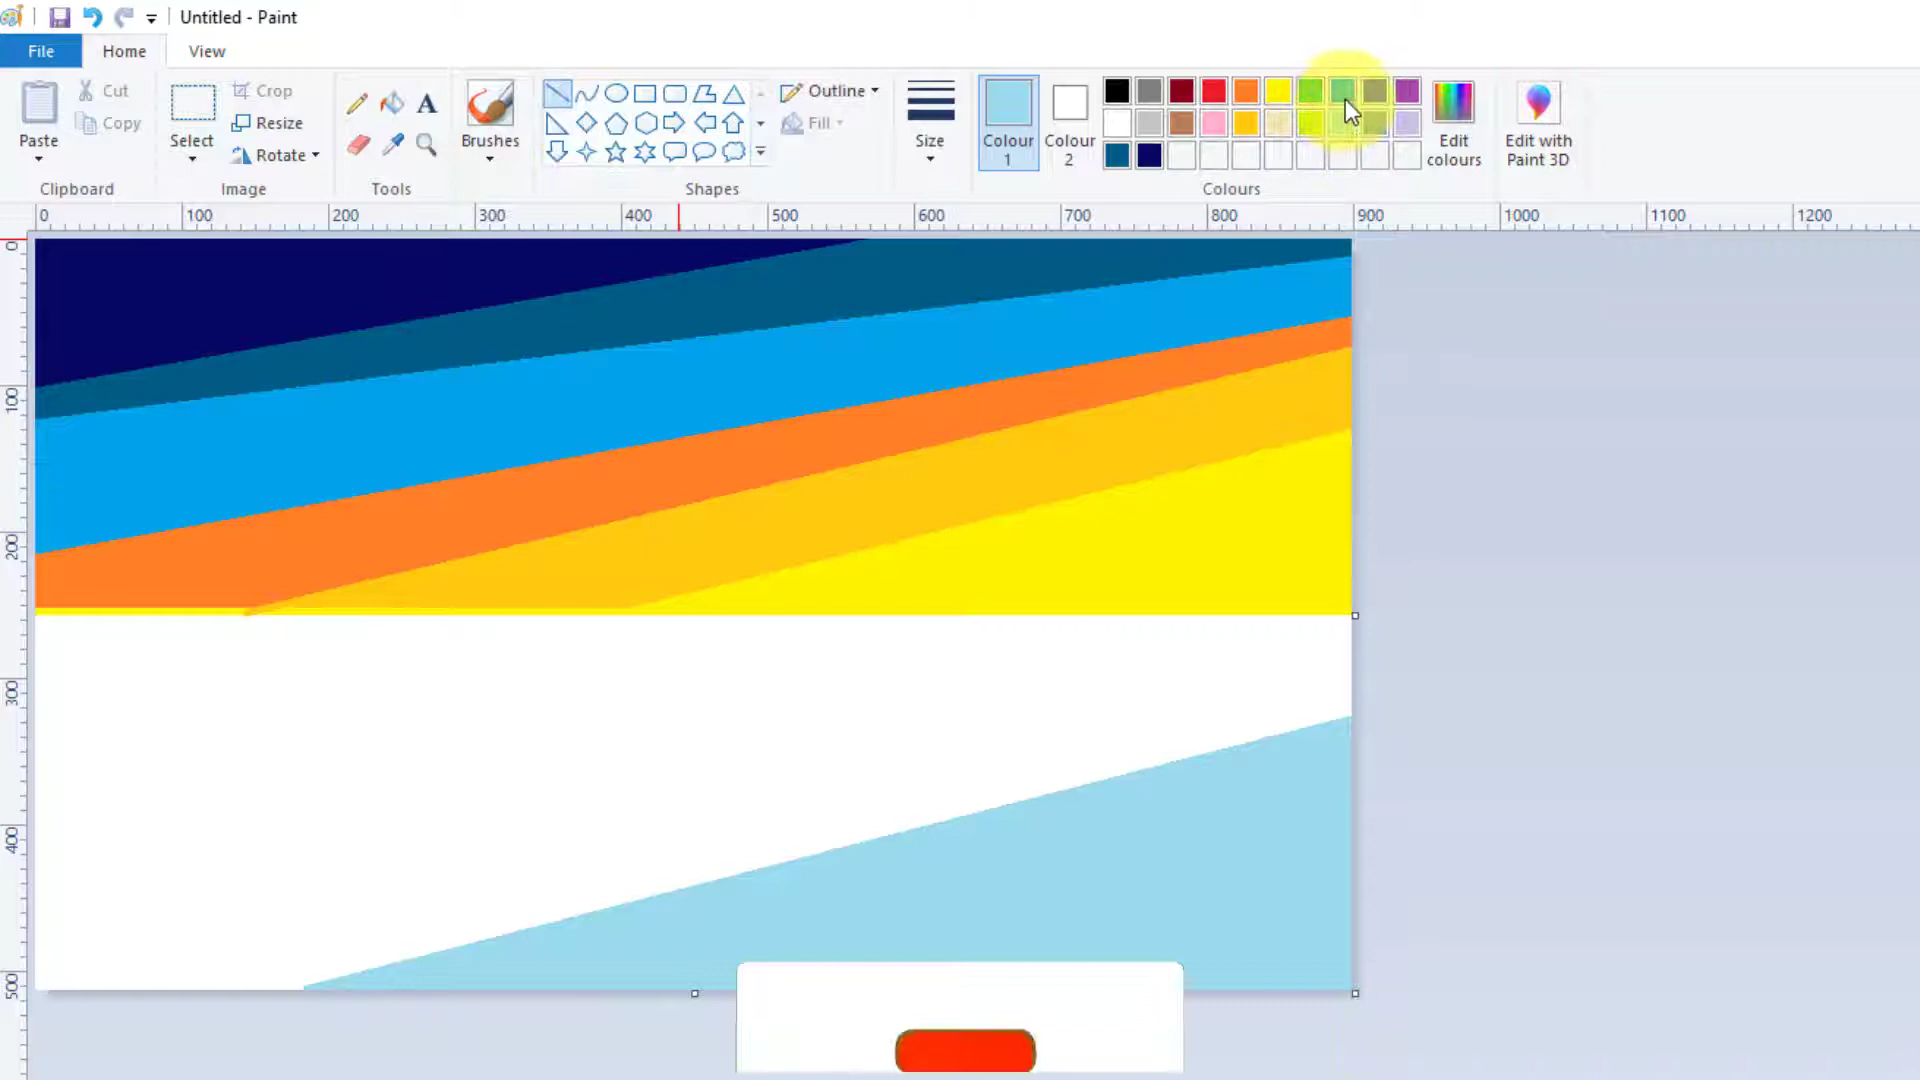 Untitled - Paint
File Home View
Paste Cut Copy
Select Crop Resize Rotate
A
Brushes
Outline Fill
Size
Colour 1
Colour 2
Edit colours
Edit with Paint 3D
Clipboard Image Tools Shapes Colours
0 100 200 300 400 500 600 700 800 900 1000 1100 1200
0
100
200
300
400
500